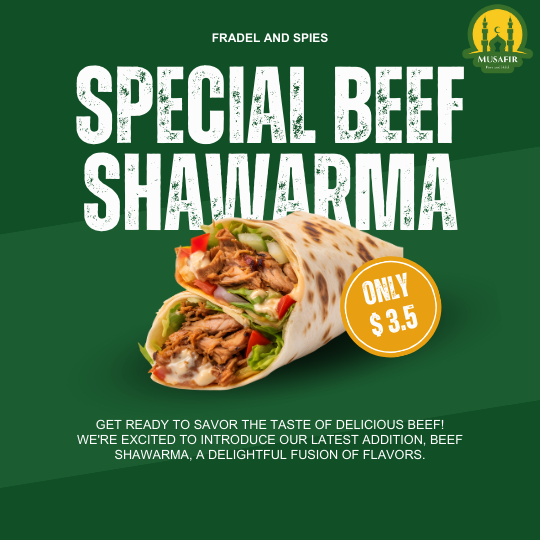 FRADEL AND SPIES
MUSAFIR
SPECIAL BEEF
SHAWARMA
ONLY
$ 3.5
GET READY TO SAVOR THE TASTE OF DELICIOUS BEEF!
WE'RE EXCITED TO INTRODUCE OUR LATEST ADDITION, BEEF
SHAWARMA, A DELIGHTFUL FUSION OF FLAVORS.